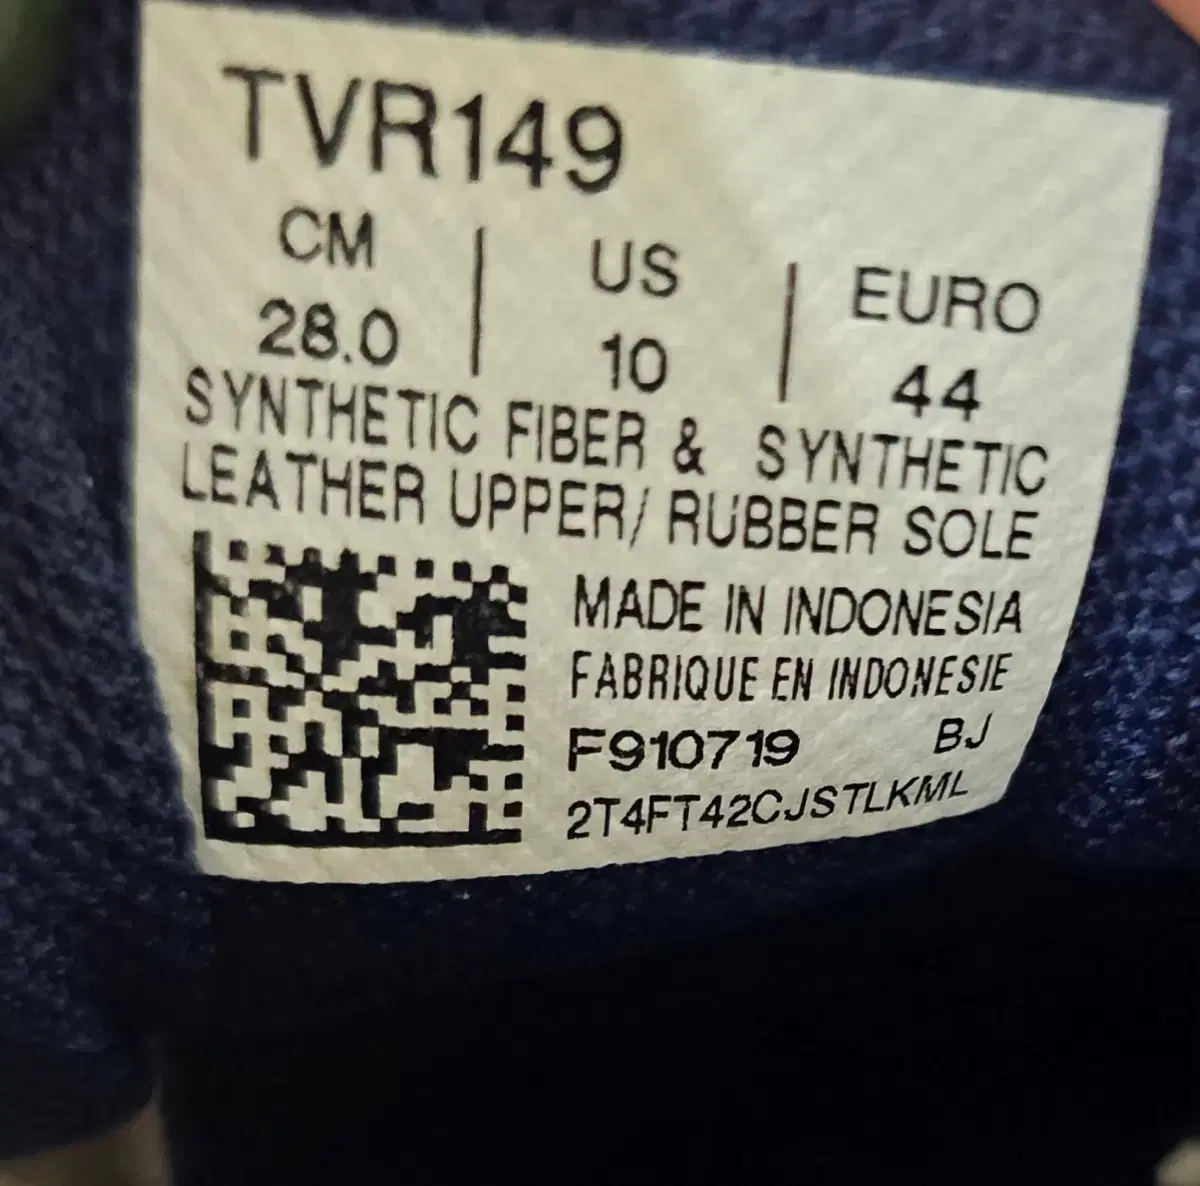 TVR149
CM | US | EURO
28.0 | 10 | 44
SYNTHETIC FIBER & SYNTHETIC
LEATHER UPPER/ RUBBER SOLE
MADE IN INDONESIA
FABRIQUE EN INDONESIE
F910719 BJ
2T4FT42CJSTLKML